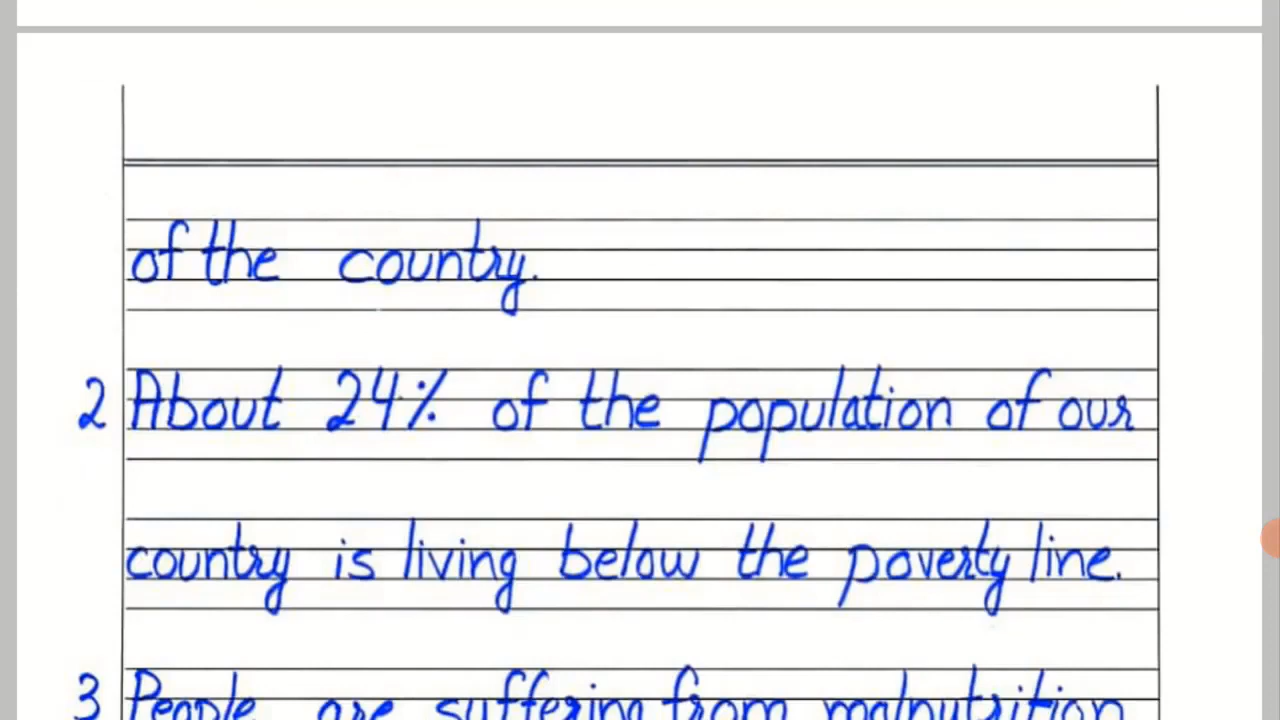 of the country.
2 About 24% of the population of our
country is living below the poverty line.
3 People are suffering from malnutrition